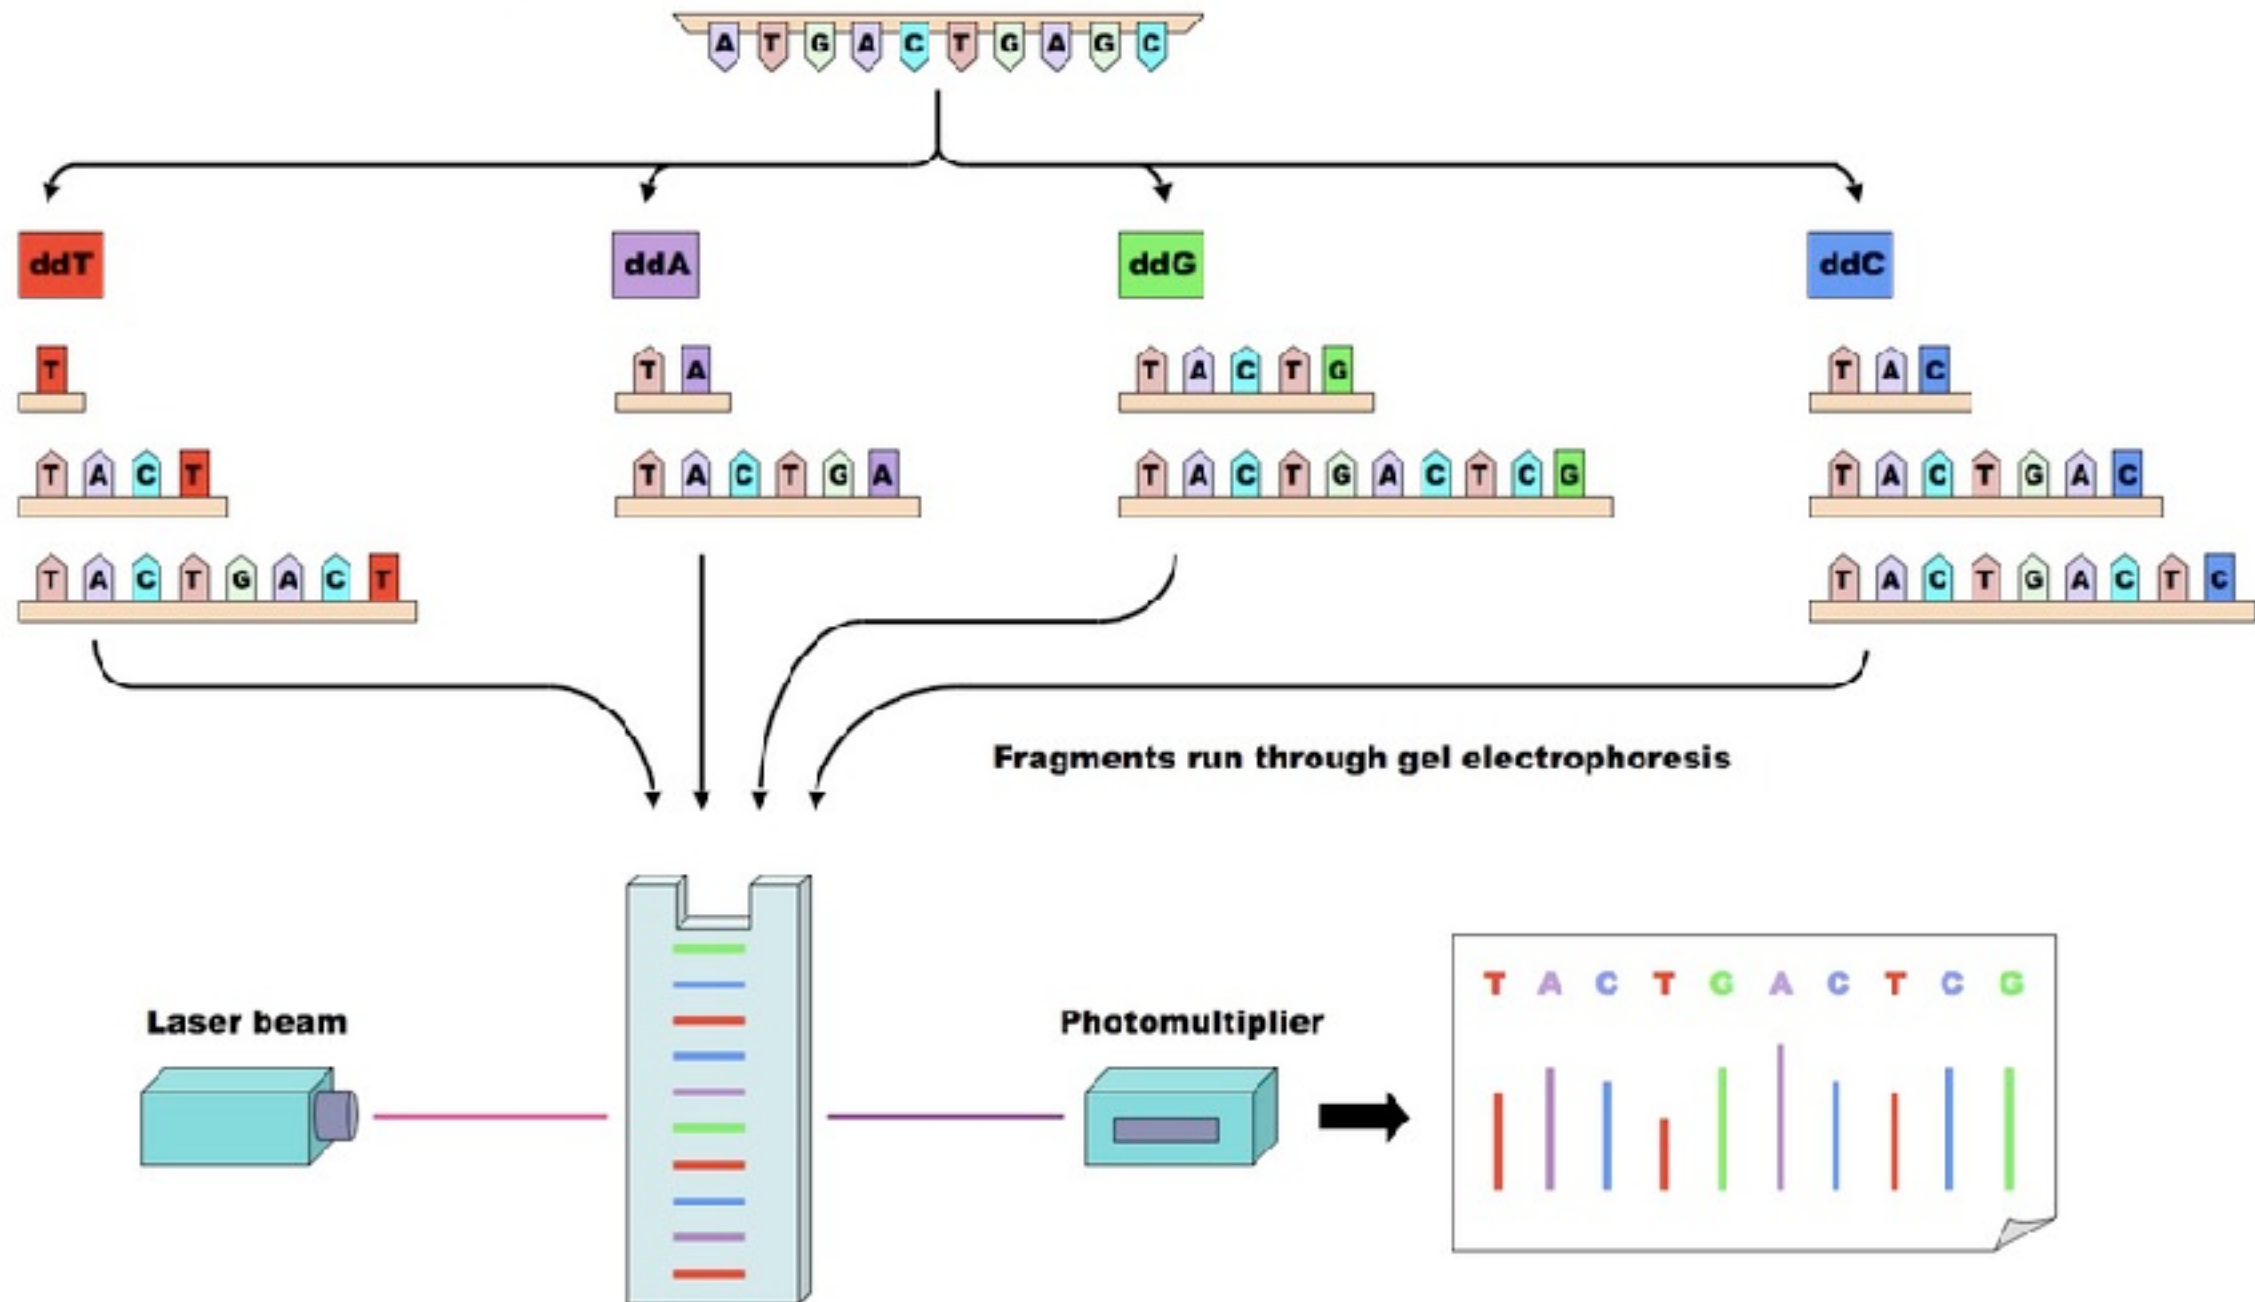 A T G A C T G A G C
ddT ddA ddG ddC
T
T A
T A C T G
T A C
T A C T
T A C T G A
T A C T G A C T C G
T A C T G A C
T A C T G A C T
T A C T G A C T C
Fragments run through gel electrophoresis
Laser beam
Photomultiplier
T A C T G A C T C G